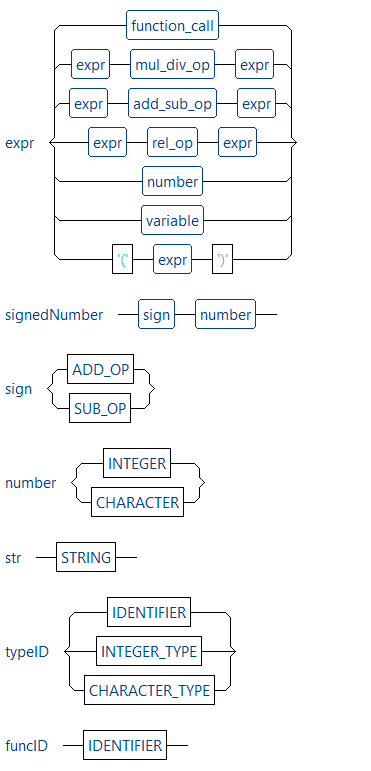 function_call
expr mul_div_op expr
expr add_sub_op expr
expr expr rel_op expr
number
variable
'(' expr ')'
signedNumber sign number
ADD_OP
sign
SUB_OP
INTEGER
number
CHARACTER
str STRING
IDENTIFIER
typeID INTEGER_TYPE
CHARACTER_TYPE
funcID IDENTIFIER